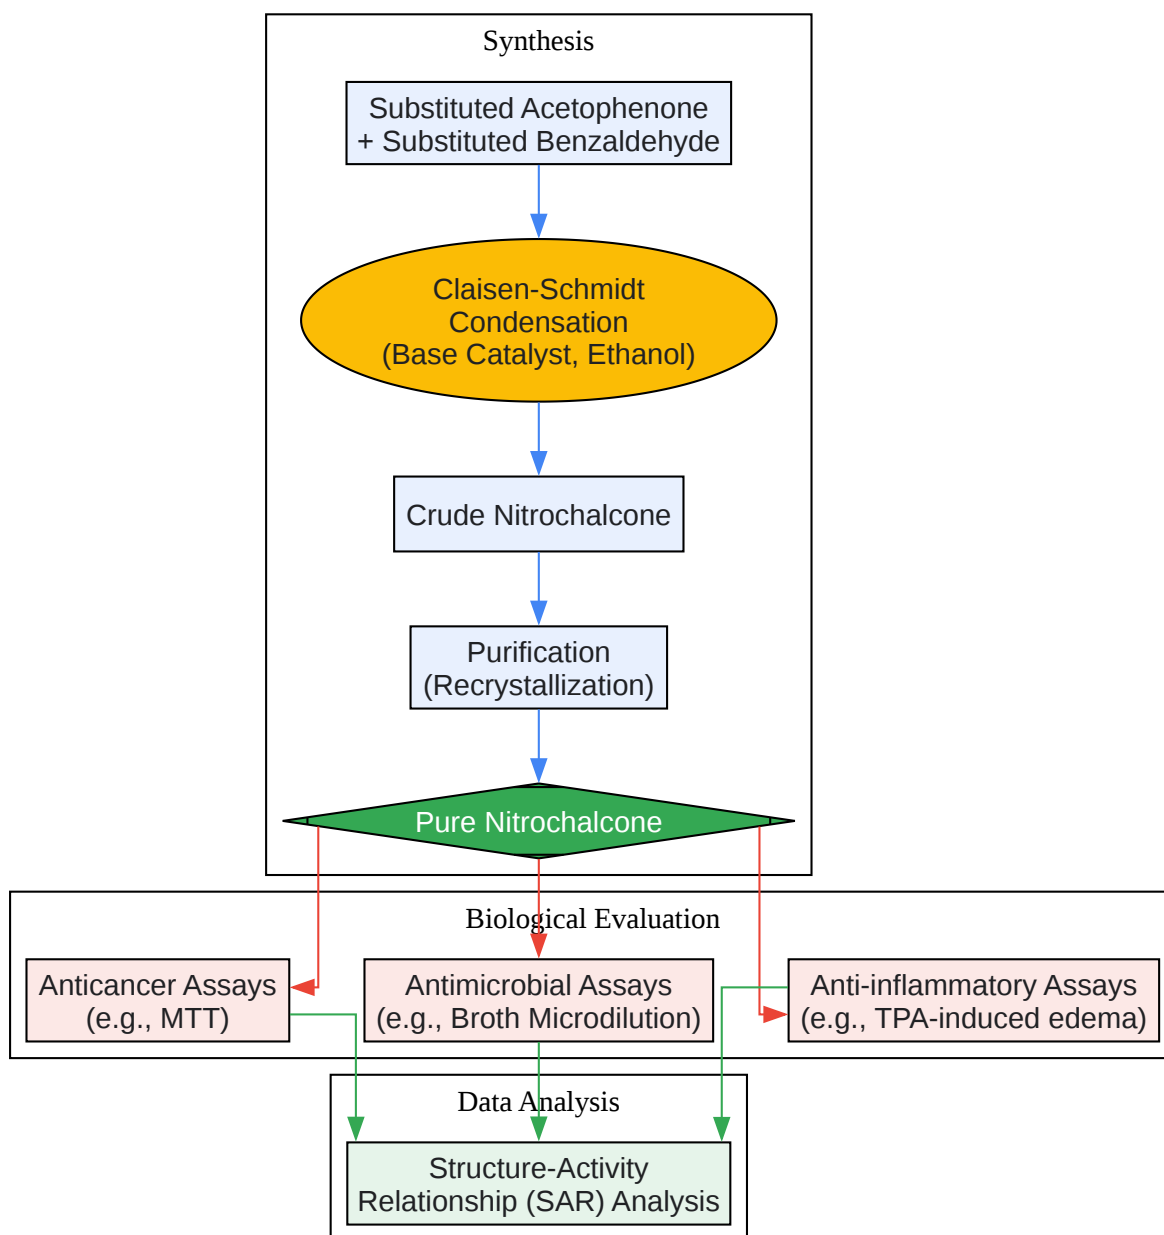 Synthesis
Substituted Acetophenone
+ Substituted Benzaldehyde
Claisen-Schmidt
Condensation
(Base Catalyst, Ethanol)
Crude Nitrochalcone
Purification
(Recrystallization)
Pure Nitrochalcone
Biological Evaluation
Anticancer Assays
(e.g., MTT)
Antimicrobial Assays
(e.g., Broth Microdilution)
Anti-inflammatory Assays
(e.g., TPA-induced edema)
Data Analysis
Structure-Activity
Relationship (SAR) Analysis